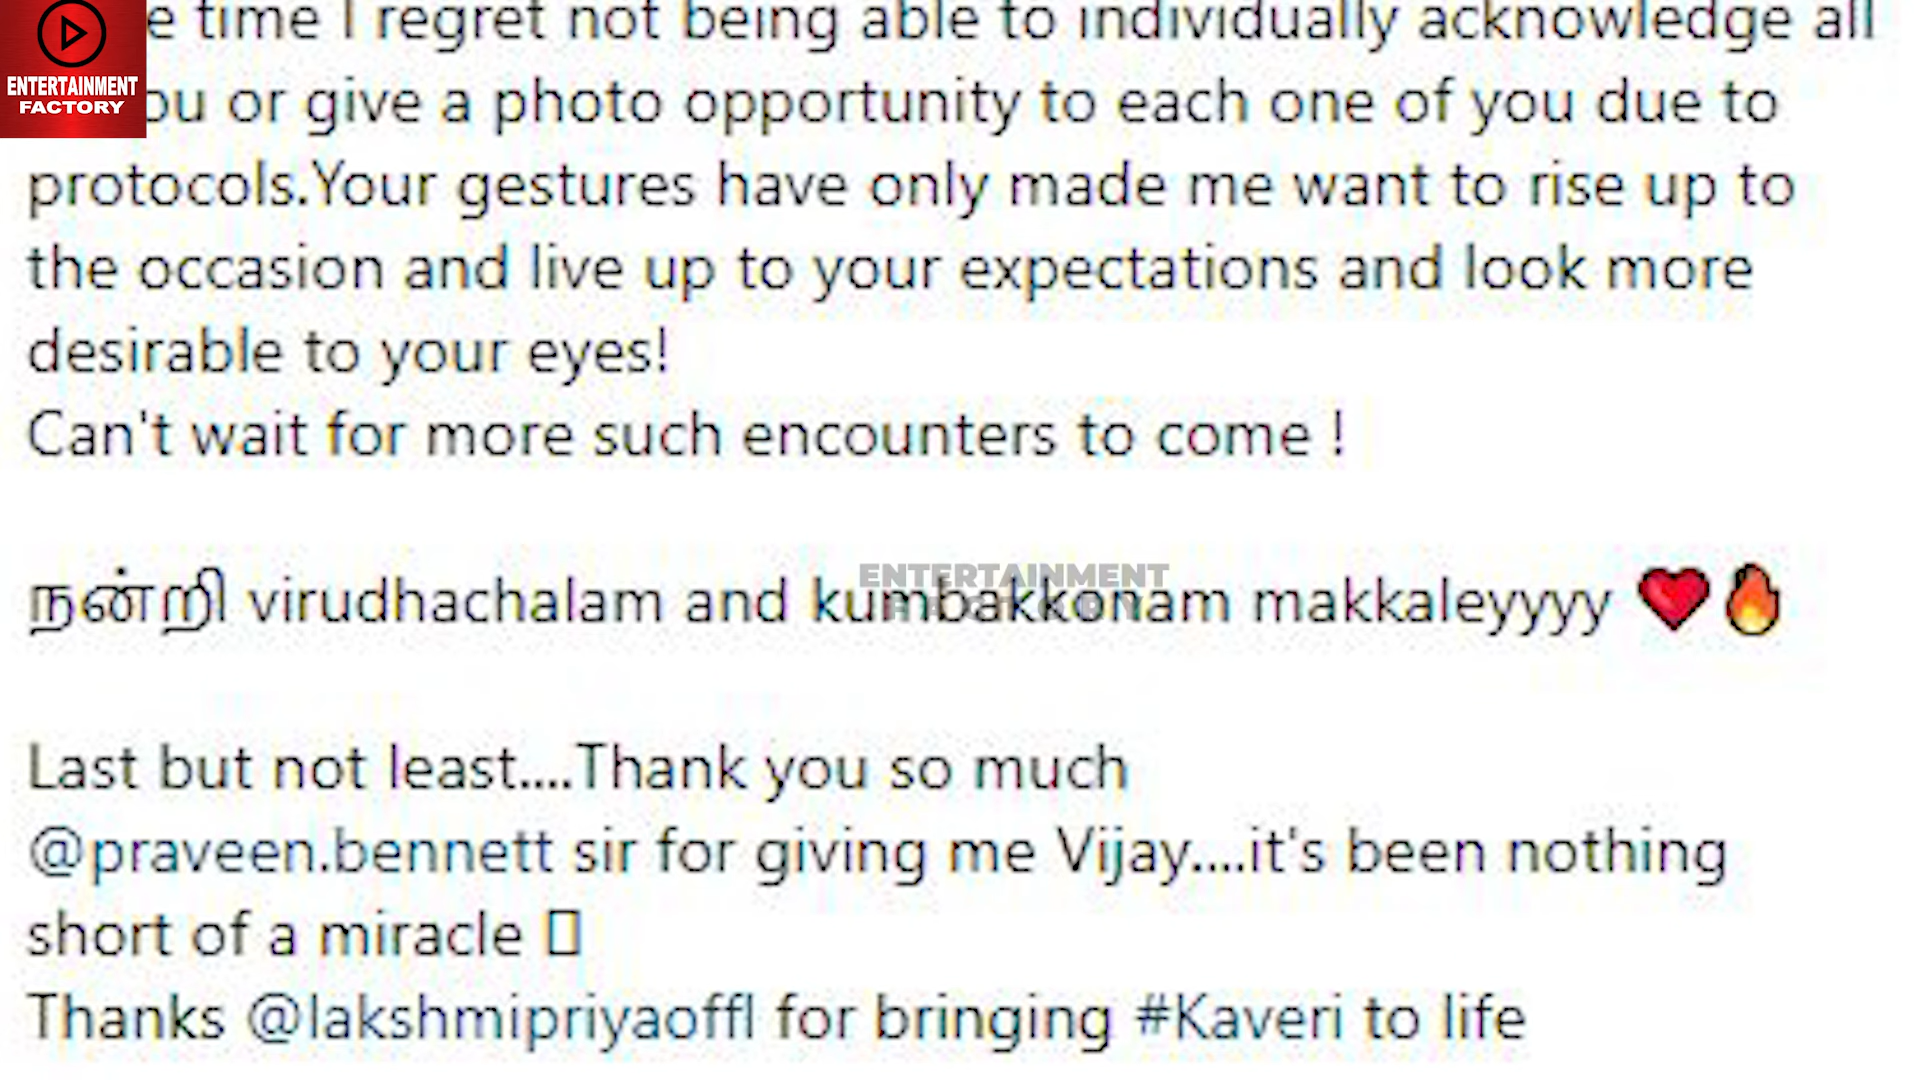 e time I regret not being able to individually acknowledge all
ENTERTAINMENT
FACTORY
ou or give a photo opportunity to each one of you due to
protocols.Your gestures have only made me want to rise up to
the occasion and live up to your expectations and look more
desirable to your eyes!
Can't wait for more such encounters to come !
ENTERTAINMENT
FACTORY
நன்றி virudhachalam and kumbakkonam makkaleyyyy ❤️🔥
Last but not least....Thank you so much
@praveen.bennett sir for giving me Vijay....it's been nothing
short of a miracle
Thanks @lakshmipriyaoffl for bringing #Kaveri to life